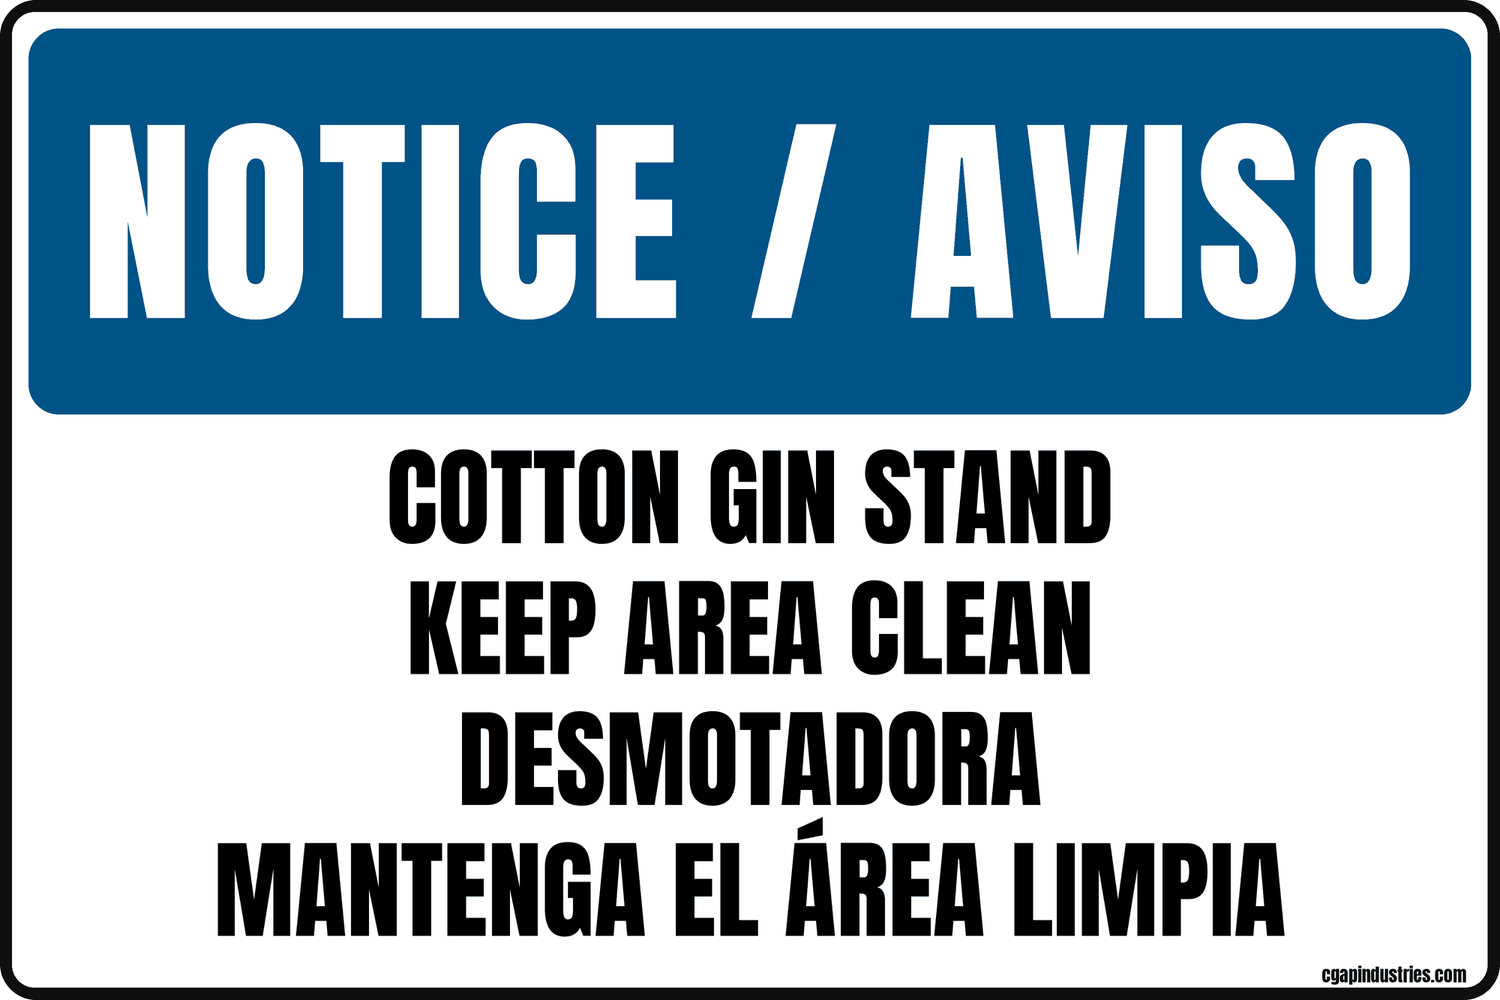 NOTICE / AVISO
COTTON GIN STAND
KEEP AREA CLEAN
DESMOTADORA
MANTENGA EL ÁREA LIMPIA
cgapindustries.com